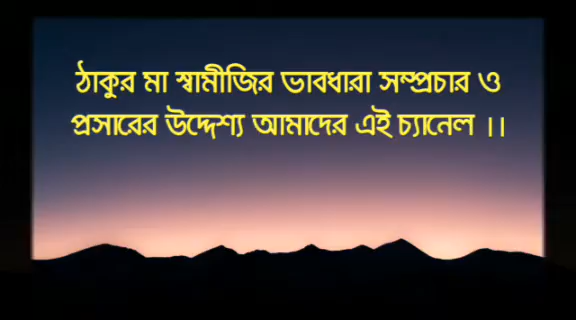 ঠাকুর মা স্বামীজির ভাবধারা সম্প্রচার ও
প্রসারের উদ্দেশ্য আমাদের এই চ্যানেল ।।